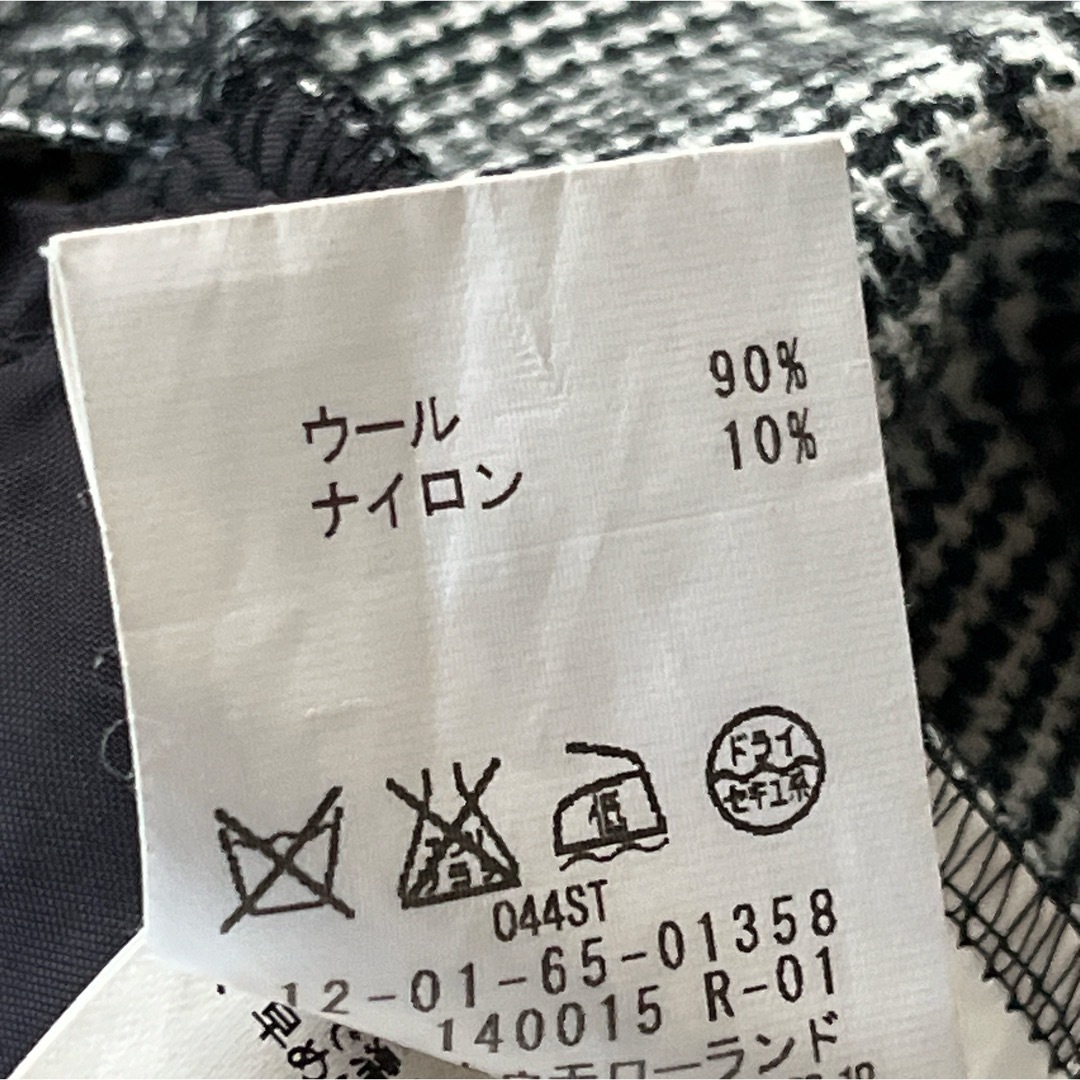 ウール 90%
ナイロン 10%
低
ドライ
セキユ系
044ST
12-01-65-01358
140015 R-01
モローランド